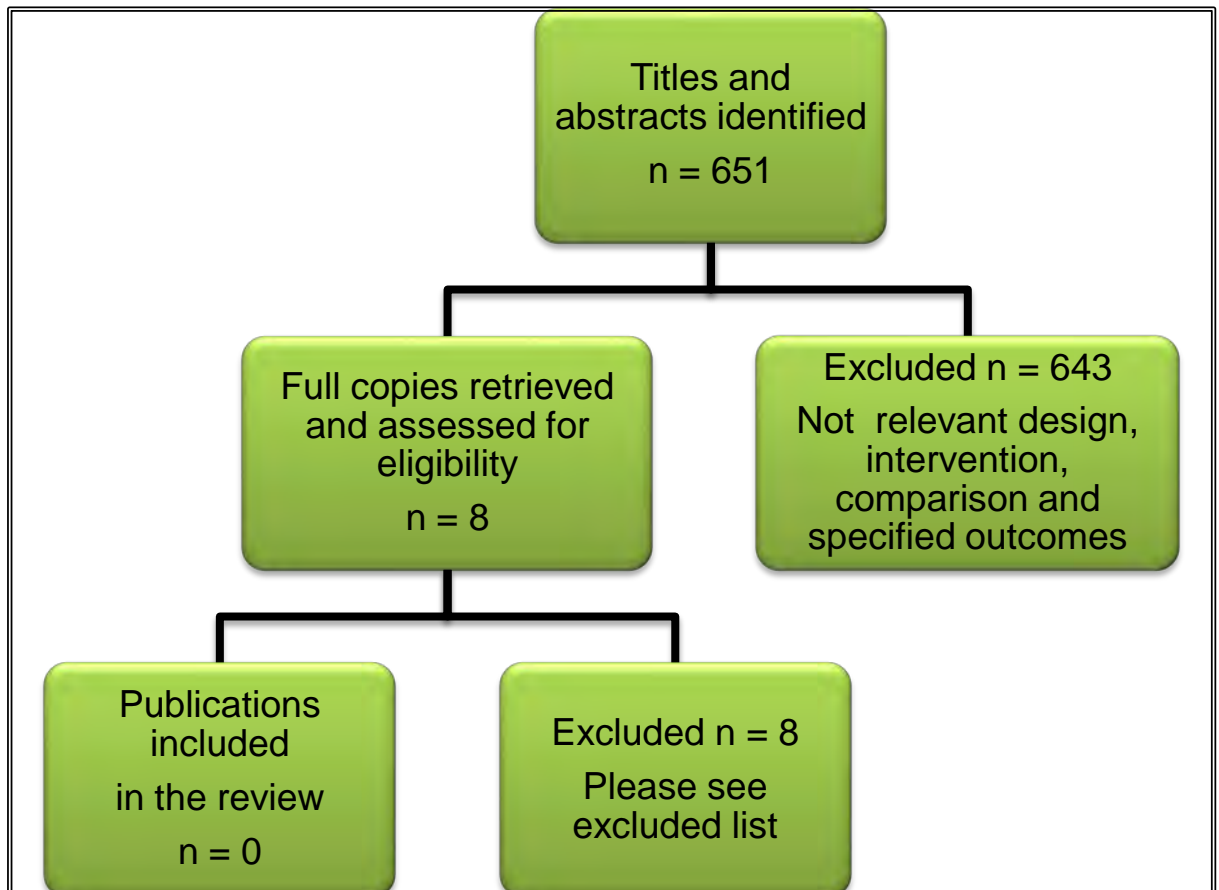 Titles and
abstracts identified
n = 651
Full copies retrieved
and assessed for
eligibility
n = 8
Excluded n = 643
Not relevant design,
intervention,
comparison and
specified outcomes
Publications
included
in the review
n = 0
Excluded n = 8
Please see
excluded list